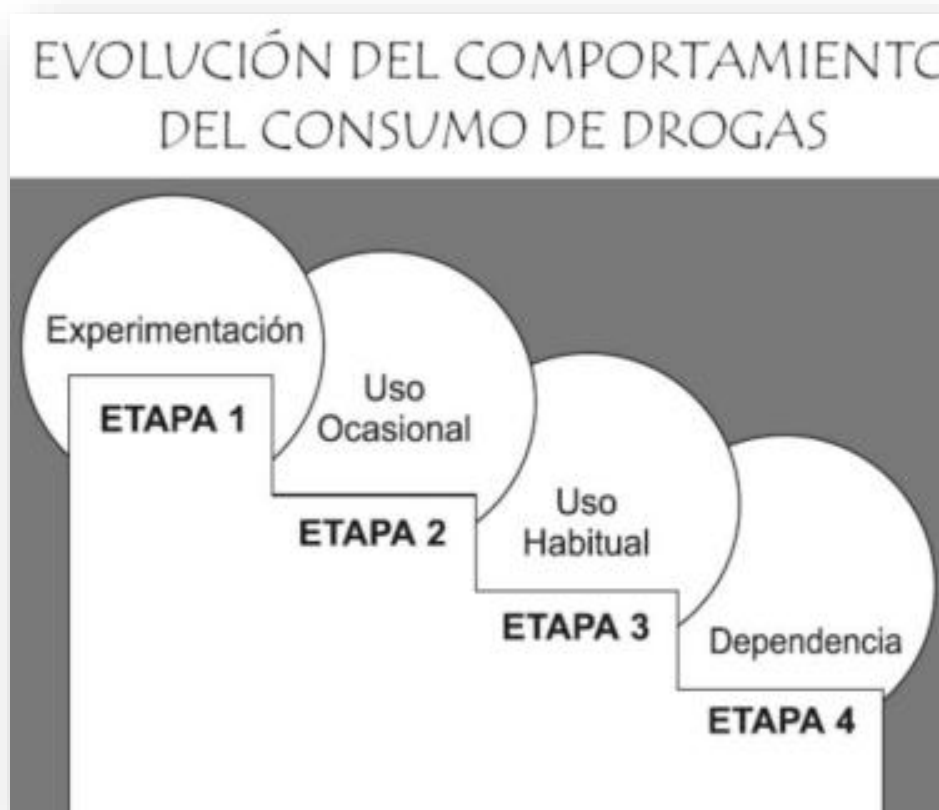 EVOLUCIÓN DEL COMPORTAMIENTO
DEL CONSUMO DE DROGAS
Experimentación
ETAPA 1
Uso
Ocasional
ETAPA 2
Uso
Habitual
ETAPA 3
Dependencia
ETAPA 4